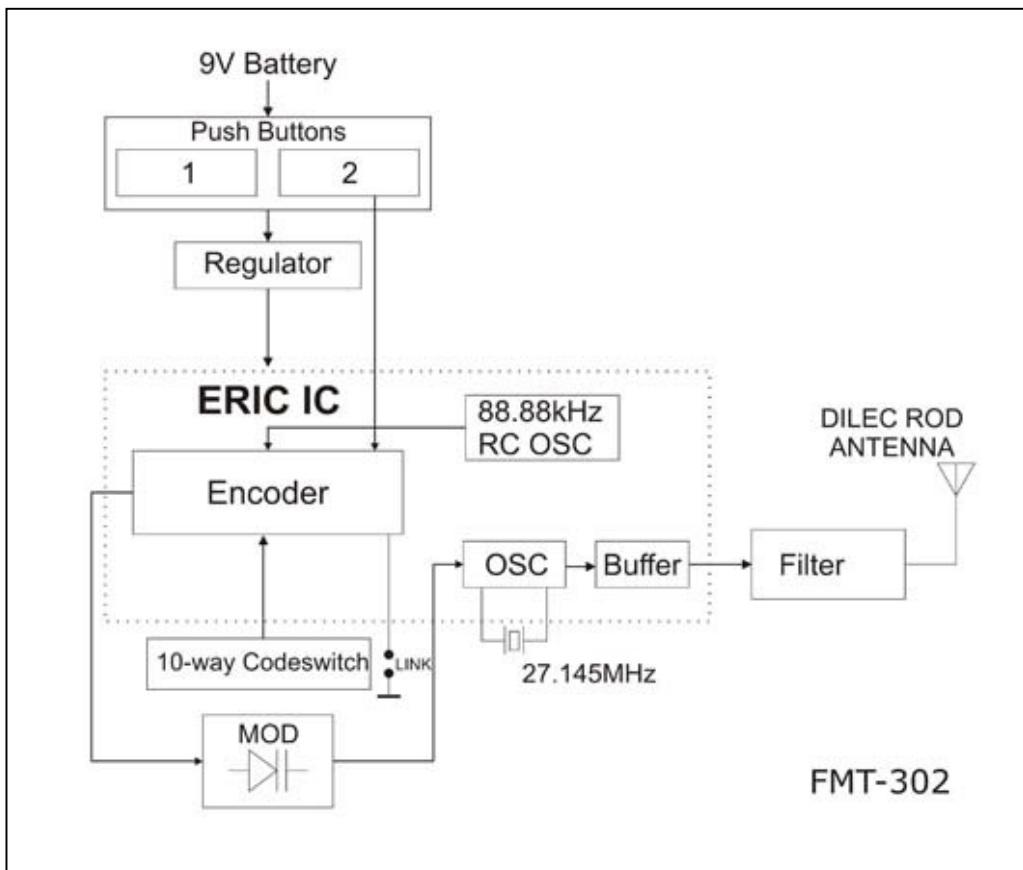 9V Battery
Push Buttons
1
2
Regulator
ERIC IC
88.88kHz
RC OSC
DILEC ROD
ANTENNA
Encoder
OSC
Buffer
Filter
10-way Codeswitch
LINK
27.145MHz
MOD
FMT-302